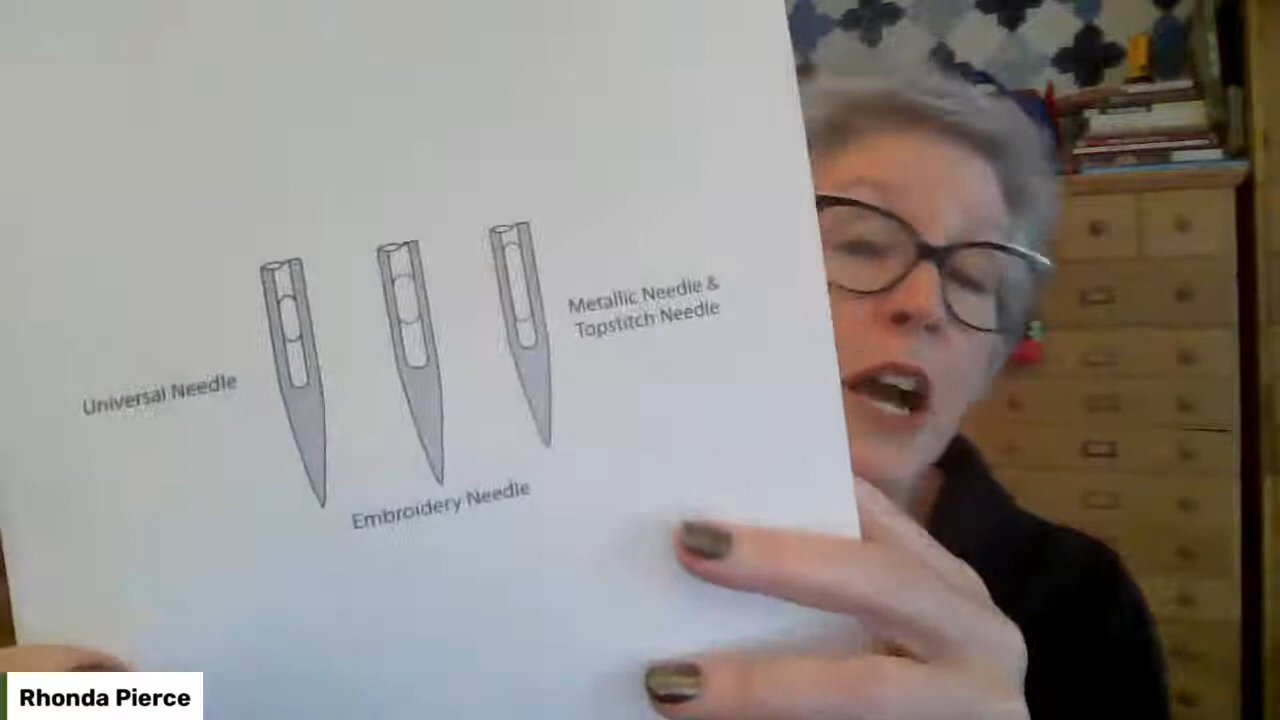 Metallic Needle &
Topstitch Needle
Universal Needle
Embroidery Needle
Rhonda Pierce